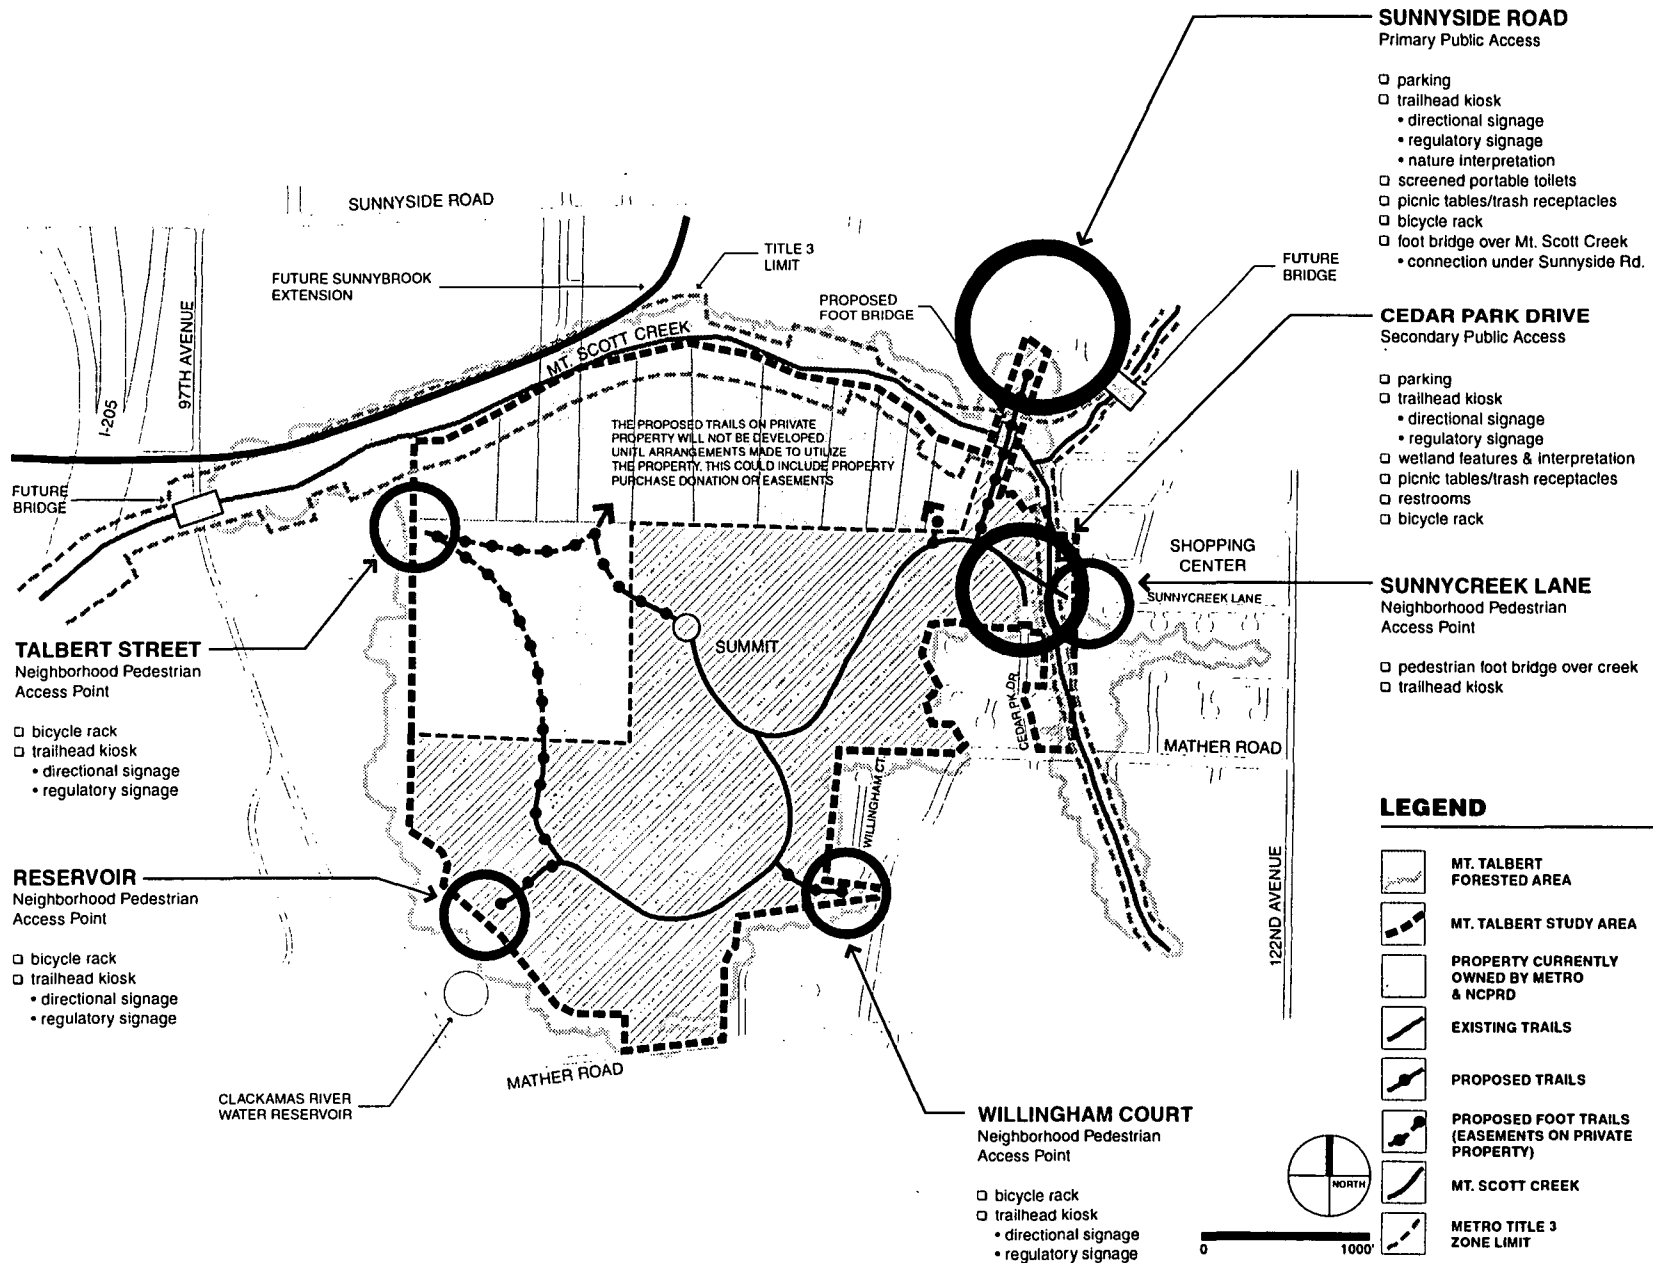 SUNNYSIDE ROAD
Primary Public Access
❑ parking
❑ trailhead kiosk
• directional signage
• regulatory signage
• nature interpretation
❑ screened portable toilets
❑ picnic tables/trash receptacles
❑ bicycle rack
❑ foot bridge over Mt. Scott Creek
• connection under Sunnyside Rd.
CEDAR PARK DRIVE
Secondary Public Access
❑ parking
❑ trailhead kiosk
• directional signage
• regulatory signage
❑ wetland features & interpretation
❑ picnic tables/trash receptacles
❑ restrooms
❑ bicycle rack
SUNNYCREEK LANE
Neighborhood Pedestrian
Access Point
❑ pedestrian foot bridge over creek
❑ trailhead kiosk
SUNNYSIDE ROAD
TITLE 3
LIMIT
FUTURE SUNNYBROOK
EXTENSION
PROPOSED
FOOT BRIDGE
FUTURE
BRIDGE
97TH AVENUE
I-205
MT. SCOTT CREEK
THE PROPOSED TRAILS ON PRIVATE
PROPERTY WILL NOT BE DEVELOPED
UNITL ARRANGEMENTS MADE TO UTILIZE
THE PROPERTY. THIS COULD INCLUDE PROPERTY
PURCHASE DONATION OR EASEMENTS
FUTURE
BRIDGE
SHOPPING
CENTER
SUNNYCREEK LANE
SUMMIT
CEDAR PK. DR.
MATHER ROAD
WILLINGHAM CT.
122ND AVENUE
TALBERT STREET
Neighborhood Pedestrian
Access Point
❑ bicycle rack
❑ trailhead kiosk
• directional signage
• regulatory signage
RESERVOIR
Neighborhood Pedestrian
Access Point
❑ bicycle rack
❑ trailhead kiosk
• directional signage
• regulatory signage
CLACKAMAS RIVER
WATER RESERVOIR
MATHER ROAD
WILLINGHAM COURT
Neighborhood Pedestrian
Access Point
❑ bicycle rack
❑ trailhead kiosk
• directional signage
• regulatory signage
LEGEND
MT. TALBERT
FORESTED AREA
MT. TALBERT STUDY AREA
PROPERTY CURRENTLY
OWNED BY METRO
& NCPRD
EXISTING TRAILS
PROPOSED TRAILS
PROPOSED FOOT TRAILS
(EASEMENTS ON PRIVATE
PROPERTY)
MT. SCOTT CREEK
METRO TITLE 3
ZONE LIMIT
NORTH
0 1000'